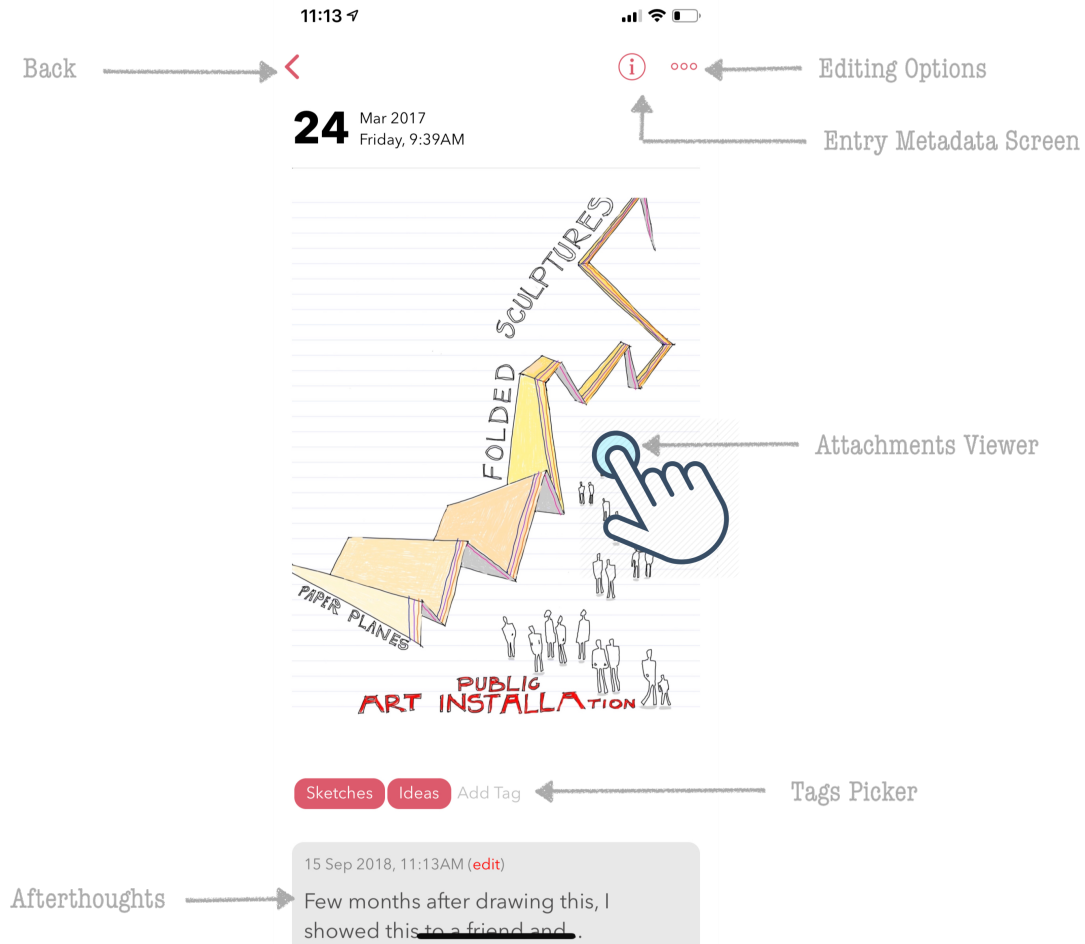 11:13
Back
Editing Options
24
Mar 2017
Friday, 9:39AM
Entry Metadata Screen
SCULPTURES
FOLDED
Attachments Viewer
PAPER PLANES
PUBLIC
ART INSTALLATION
Sketches Ideas Add Tag
Tags Picker
15 Sep 2018, 11:13AM (edit)
Afterthoughts
Few months after drawing this, I
showed this to a friend and...